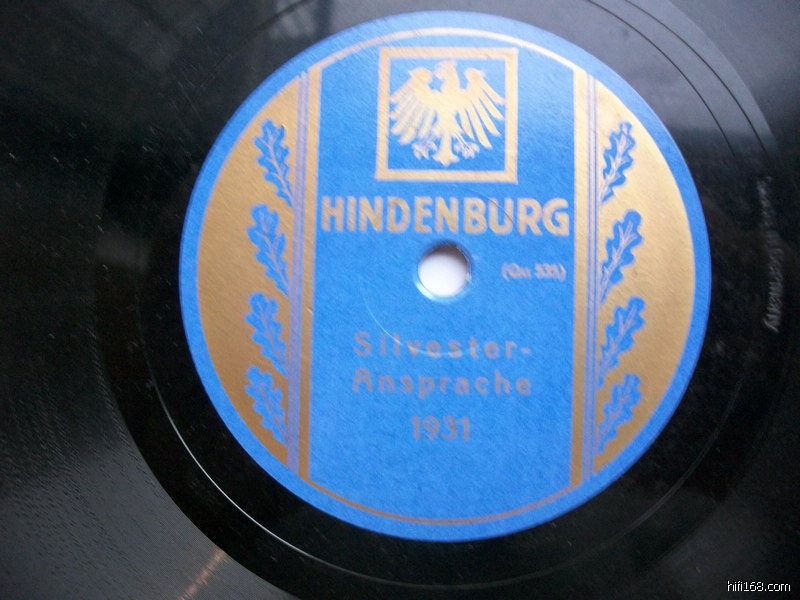 HINDENBURG
Silvester-
Ansprache
1931
hifi168.com